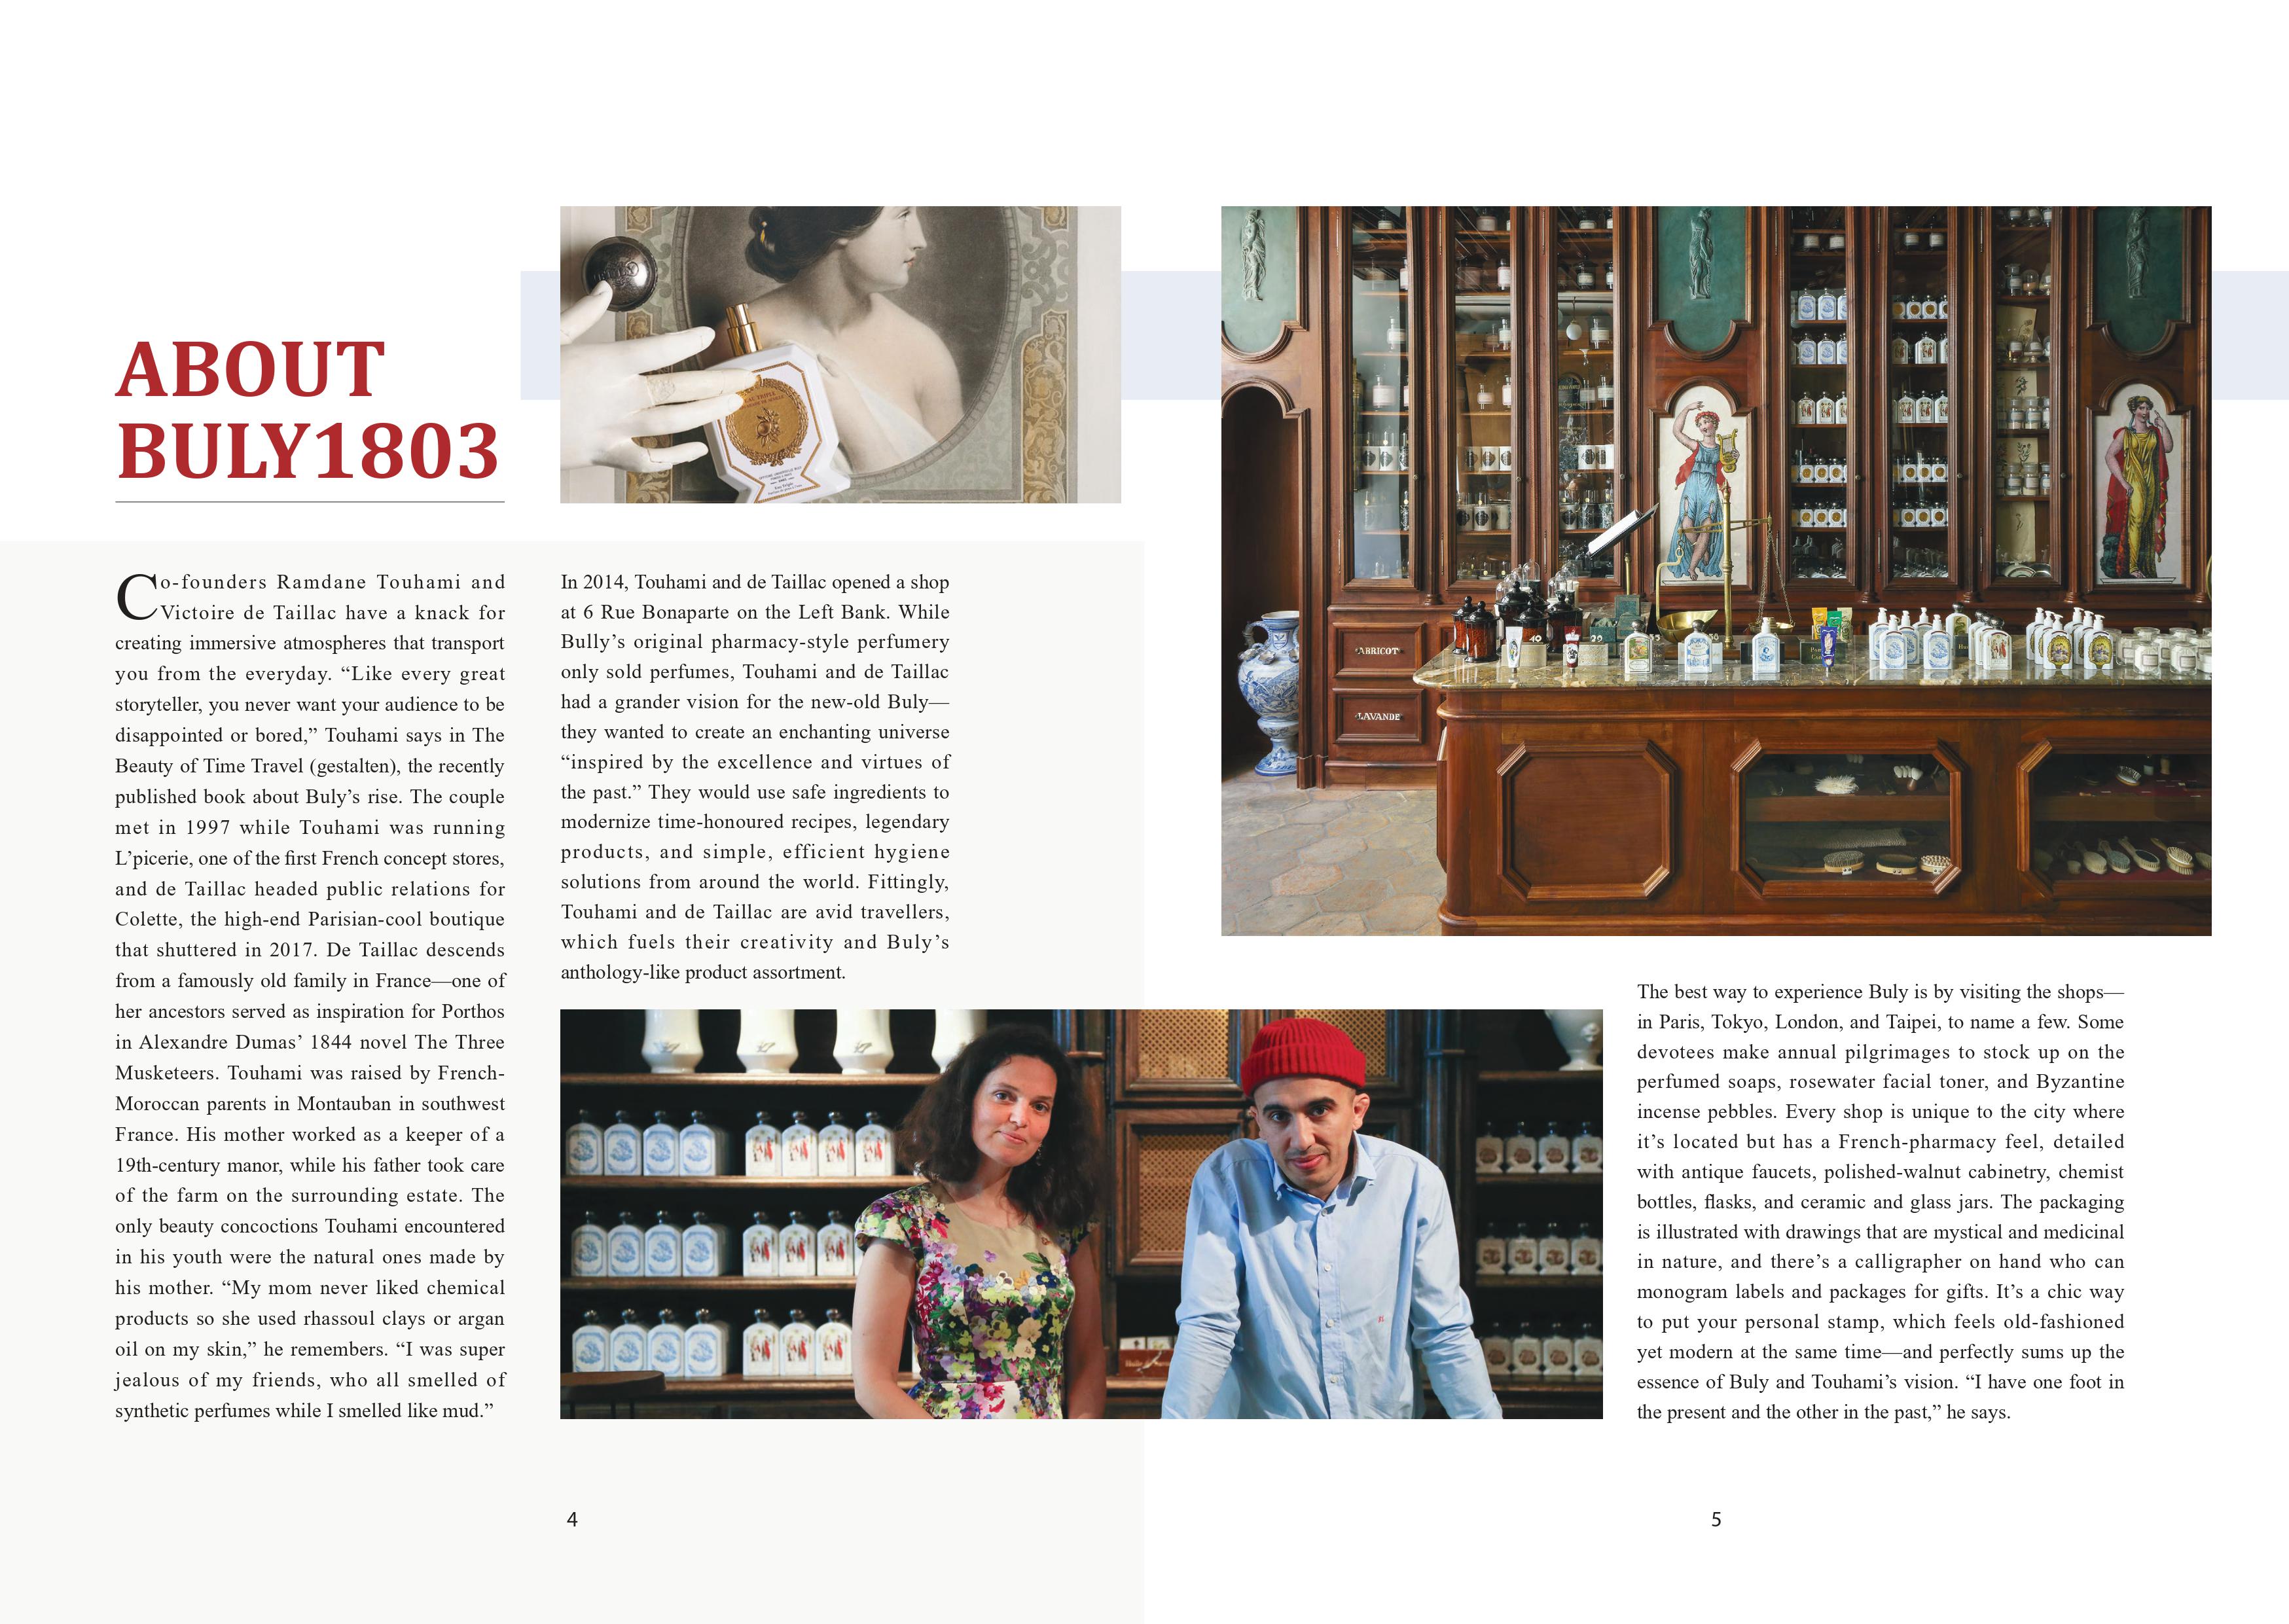 ABOUT
BULY1803
Co-founders Ramdane Touhami and
Victoire de Taillac have a knack for
creating immersive atmospheres that transport
you from the everyday. “Like every great
storyteller, you never want your audience to be
disappointed or bored,” Touhami says in The
Beauty of Time Travel (gestalten), the recently
published book about Buly’s rise. The couple
met in 1997 while Touhami was running
L’picerie, one of the first French concept stores,
and de Taillac headed public relations for
Colette, the high-end Parisian-cool boutique
that shuttered in 2017. De Taillac descends
from a famously old family in France—one of
her ancestors served as inspiration for Porthos
in Alexandre Dumas’ 1844 novel The Three
Musketeers. Touhami was raised by French-
Moroccan parents in Montauban in southwest
France. His mother worked as a keeper of a
19th-century manor, while his father took care
of the farm on the surrounding estate. The
only beauty concoctions Touhami encountered
in his youth were the natural ones made by
his mother. “My mom never liked chemical
products so she used rhassoul clays or argan
oil on my skin,” he remembers. “I was super
jealous of my friends, who all smelled of
synthetic perfumes while I smelled like mud.”
In 2014, Touhami and de Taillac opened a shop
at 6 Rue Bonaparte on the Left Bank. While
Bully’s original pharmacy-style perfumery
only sold perfumes, Touhami and de Taillac
had a grander vision for the new-old Buly—
they wanted to create an enchanting universe
“inspired by the excellence and virtues of
the past.” They would use safe ingredients to
modernize time-honoured recipes, legendary
products, and simple, efficient hygiene
solutions from around the world. Fittingly,
Touhami and de Taillac are avid travellers,
which fuels their creativity and Buly’s
anthology-like product assortment.
ABRICOT
LAVANDE
The best way to experience Buly is by visiting the shops—
in Paris, Tokyo, London, and Taipei, to name a few. Some
devotees make annual pilgrimages to stock up on the
perfumed soaps, rosewater facial toner, and Byzantine
incense pebbles. Every shop is unique to the city where
it’s located but has a French-pharmacy feel, detailed
with antique faucets, polished-walnut cabinetry, chemist
bottles, flasks, and ceramic and glass jars. The packaging
is illustrated with drawings that are mystical and medicinal
in nature, and there’s a calligrapher on hand who can
monogram labels and packages for gifts. It’s a chic way
to put your personal stamp, which feels old-fashioned
yet modern at the same time—and perfectly sums up the
essence of Buly and Touhami’s vision. “I have one foot in
the present and the other in the past,” he says.
4
5